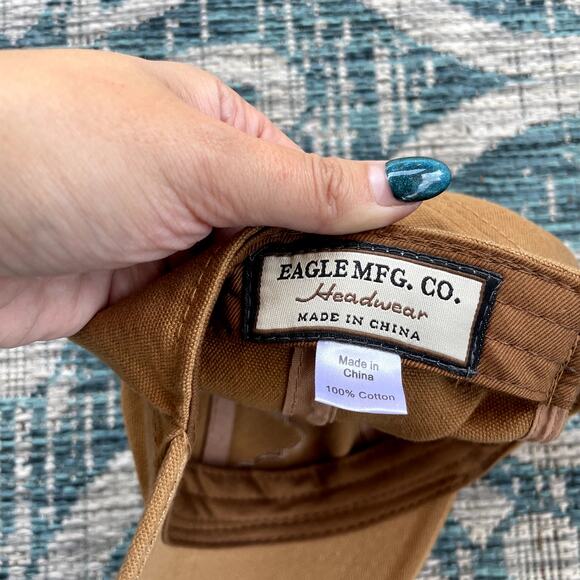 EAGLE MFG. CO.
Headwear
MADE IN CHINA
Made in
China
100% Cotton